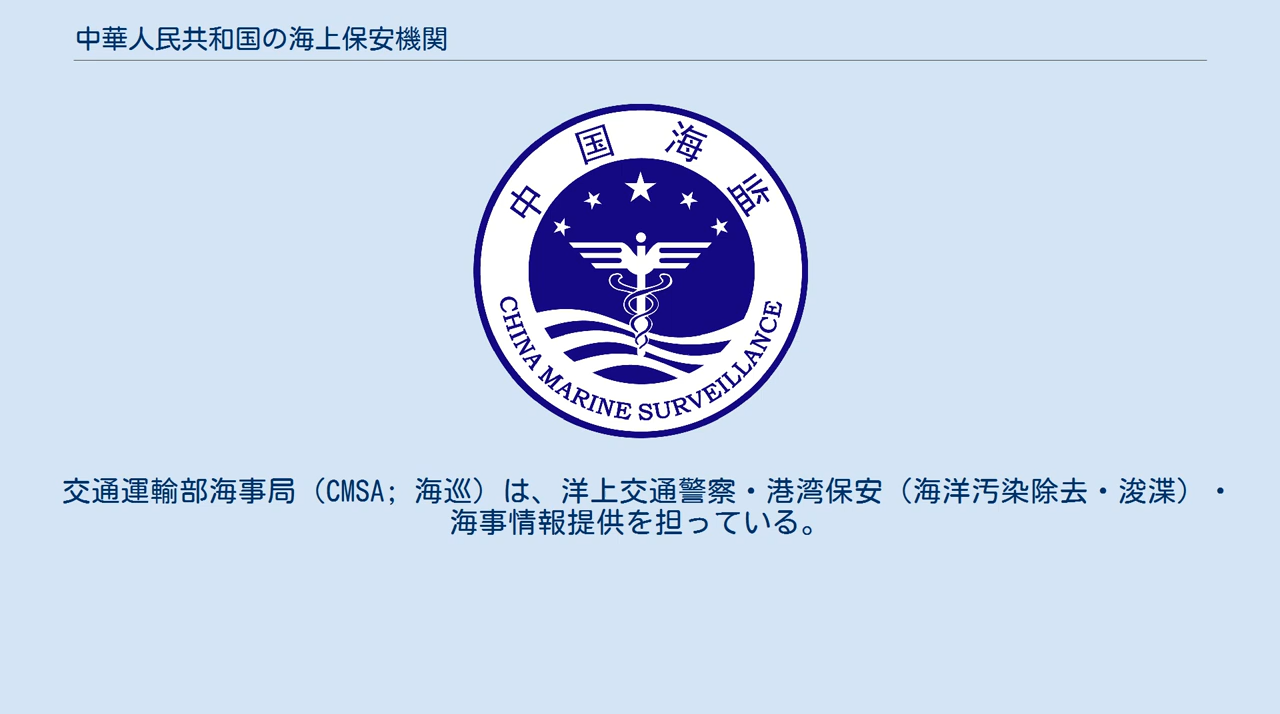 中華人民共和国の海上保安機関
中国海监
CHINA MARINE SURVEILLANCE
交通運輸部海事局（CMSA; 海巡）は、洋上交通警察・港湾保安（海洋汚染除去・浚渫）・
海事情報提供を担っている。